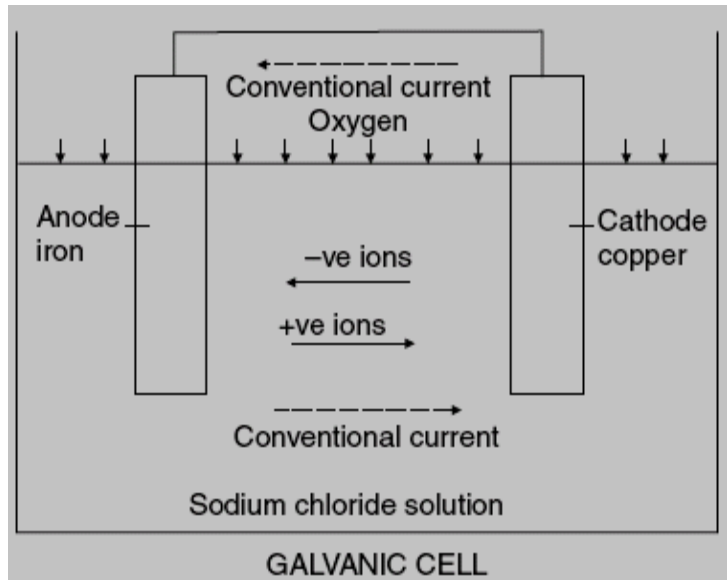 Conventional current
Oxygen
Anode
iron
Cathode
copper
–ve ions
+ve ions
Conventional current
Sodium chloride solution
GALVANIC CELL